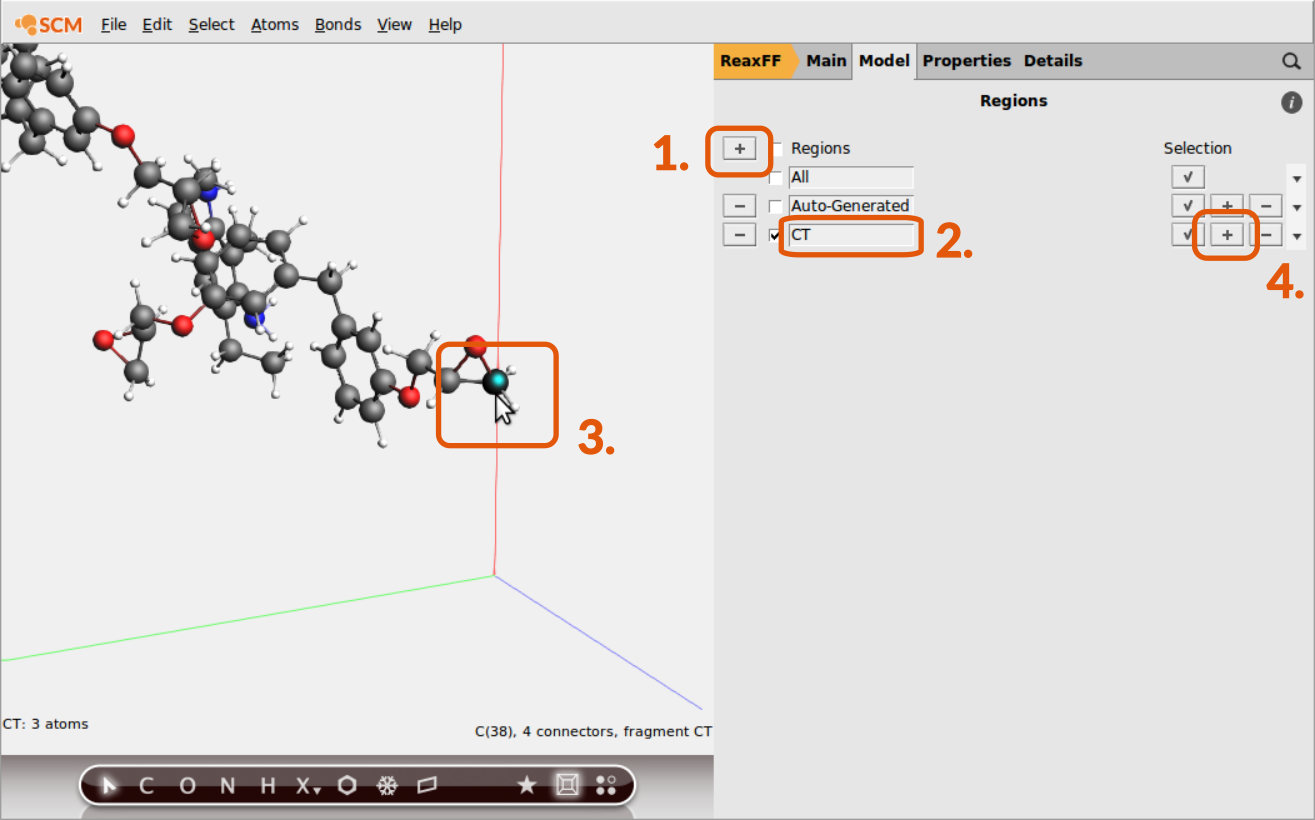 SCM File Edit Select Atoms Bonds View Help
ReaxFF Main Model Properties Details
Regions
i
1. + Regions Selection
All √
− Auto-Generated √ + −
− CT √ + −
2.
4.
3.
CT: 3 atoms
C(38), 4 connectors, fragment CT
C O N H X